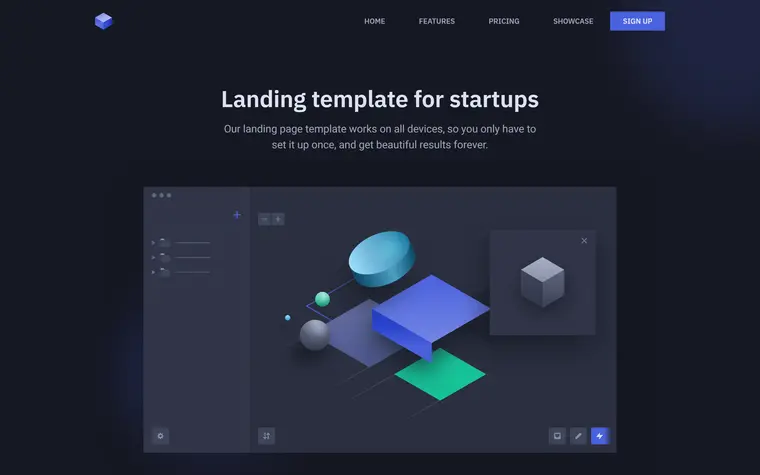 HOME
FEATURES
PRICING
SHOWCASE
SIGN UP
Landing template for startups
Our landing page template works on all devices, so you only have to
set it up once, and get beautiful results forever.